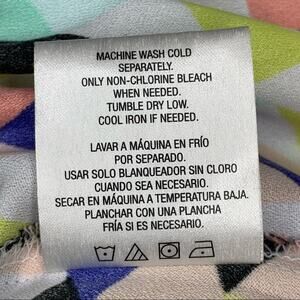 MACHINE WASH COLD
SEPARATELY.
ONLY NON-CHLORINE BLEACH
WHEN NEEDED.
TUMBLE DRY LOW.
COOL IRON IF NEEDED.
LAVAR A MÁQUINA EN FRÍO
POR SEPARADO.
USAR SOLO BLANQUEADOR SIN CLORO
CUANDO SEA NECESARIO.
SECAR EN MÁQUINA A TEMPERATURA BAJA.
PLANCHAR CON UNA PLANCHA
FRÍA SI ES NECESARIO.